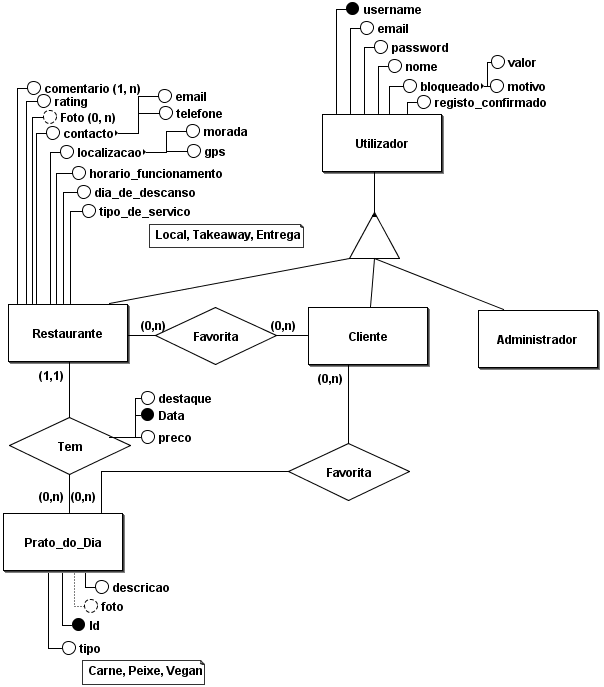 username
email
password
nome
bloqueado
valor
motivo
registo_confirmado
Utilizador
comentario (1, n)
rating
Foto (0, n)
contacto
email
telefone
localizacao
morada
gps
horario_funcionamento
dia_de_descanso
tipo_de_servico
Local, Takeaway, Entrega
Restaurante
(0,n)
Favorita
(0,n)
Cliente
Administrador
(1,1)
(0,n)
Tem
destaque
Data
preco
Favorita
(0,n)
(0,n)
Prato_do_Dia
descricao
foto
Id
tipo
Carne, Peixe, Vegan